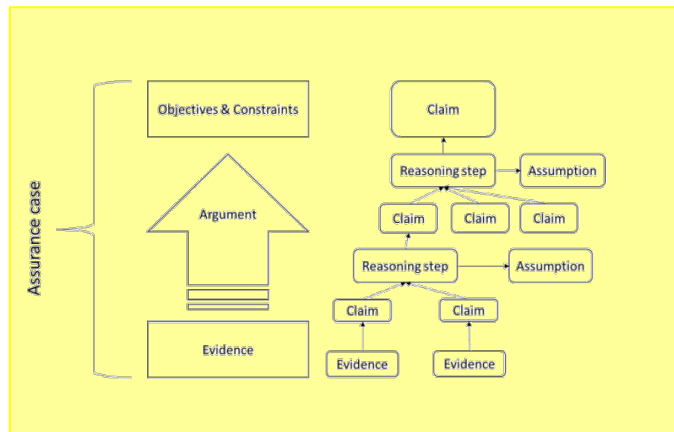 Assurance case
Objectives & Constraints
Argument
Evidence
Claim
Reasoning step
Assumption
Claim
Claim
Claim
Reasoning step
Assumption
Claim
Claim
Evidence
Evidence